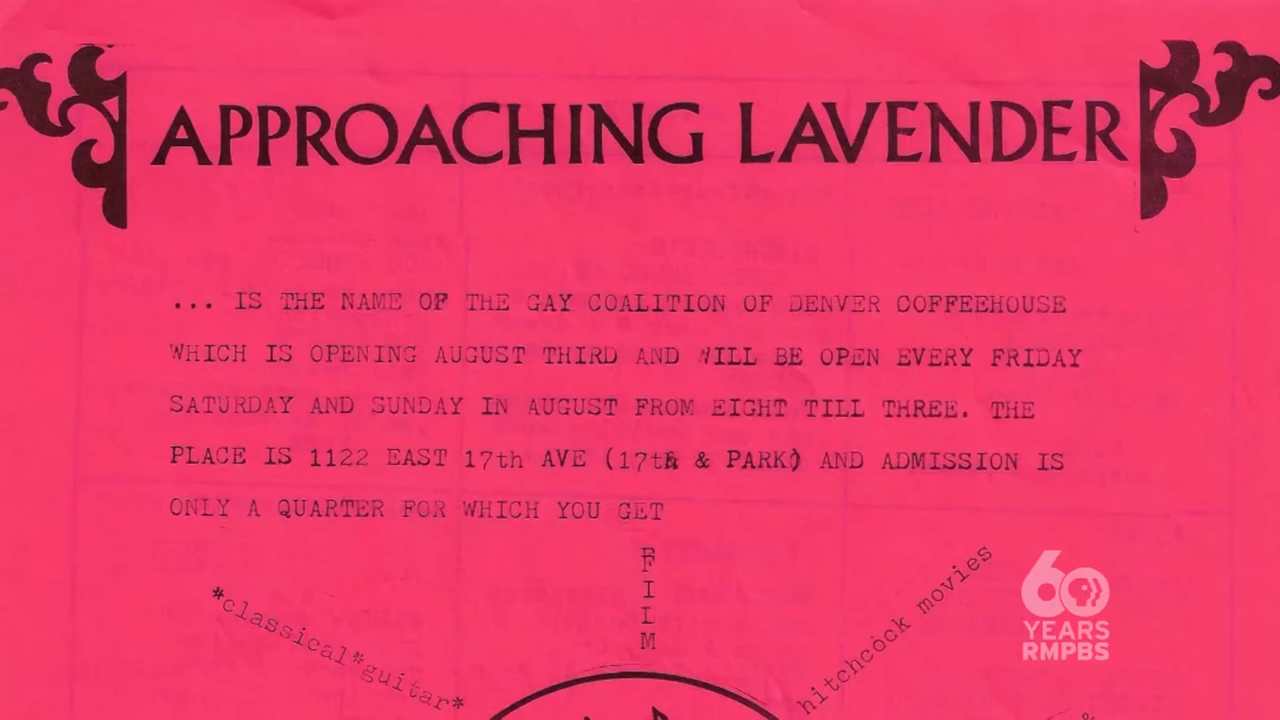 APPROACHING LAVENDER
... IS THE NAME OF THE GAY COALITION OF DENVER COFFEEHOUSE
WHICH IS OPENING AUGUST THIRD AND WILL BE OPEN EVERY FRIDAY
SATURDAY AND SUNDAY IN AUGUST FROM EIGHT TILL THREE. THE
PLACE IS 1122 EAST 17th AVE (17th & PARK) AND ADMISSION IS
ONLY A QUARTER FOR WHICH YOU GET
FILM
*classical*guitar*
hitchcock movies
60
YEARS
RMPBS